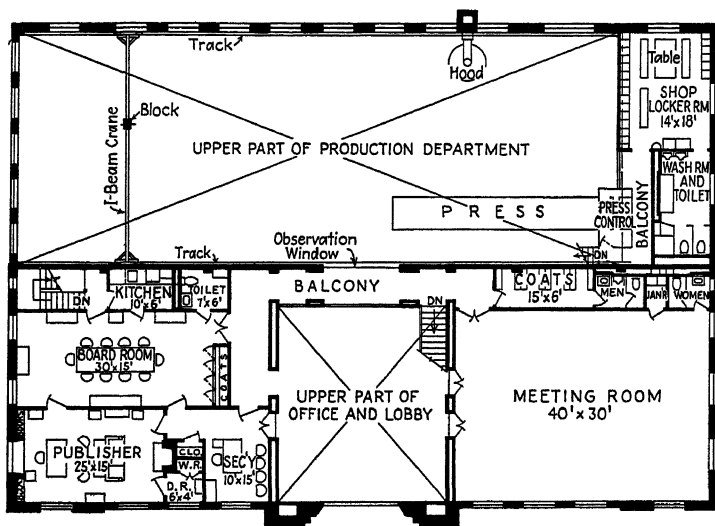 Track
Hood
Table
SHOP
LOCKER RM
14'x18'
Block
I-Beam Crane
UPPER PART OF PRODUCTION DEPARTMENT
WASH RM
AND
TOILET
PRESS
PRESS
CONTROL
BALCONY
DN
Track
Observation
Window
BALCONY
DN
KITCHEN
TOILET
7'x6'
COATS
15'x6'
MEN
JANR
WOMEN
DN
BOARD ROOM
30'x15'
COATS
UPPER PART OF
OFFICE AND LOBBY
MEETING ROOM
40'x30'
PUBLISHER
25'x15'
CLO.
W.R.
D.R.
6'x4'
SEC'Y
10'x15'